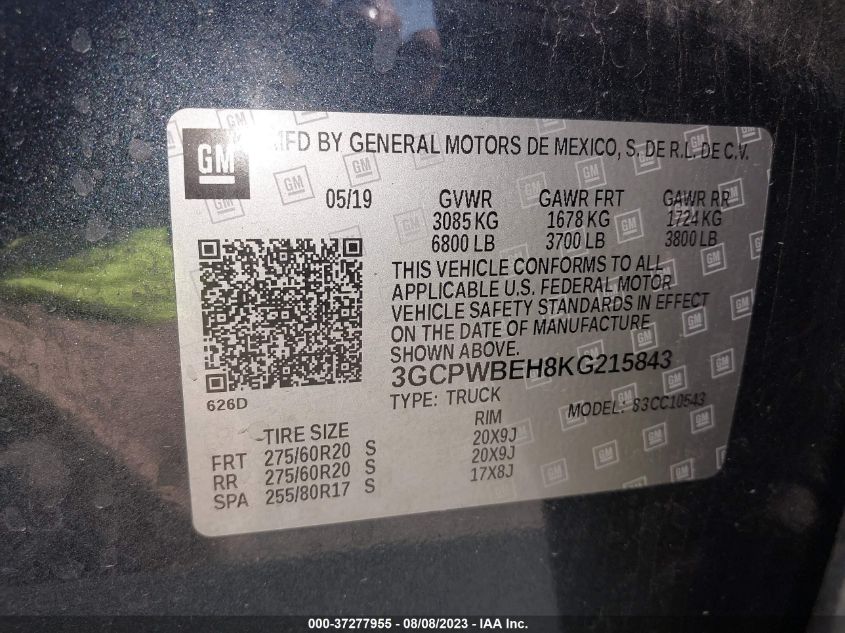 GM MFD BY GENERAL MOTORS DE MEXICO, S. DE R.L. DE C.V.
05/19 GVWR GAWR FRT GAWR RR
3085 KG 1678 KG 1724 KG
6800 LB 3700 LB 3800 LB
THIS VEHICLE CONFORMS TO ALL
APPLICABLE U.S. FEDERAL MOTOR
VEHICLE SAFETY STANDARDS IN EFFECT
ON THE DATE OF MANUFACTURE
SHOWN ABOVE.
3GCPWBEH8KG215843
626D
TYPE: TRUCK MODEL: 83CC10543
TIRE SIZE RIM
FRT 275/60R20 S 20X9J
RR 275/60R20 S 20X9J
SPA 255/80R17 S 17X8J
000-37277955 - 08/08/2023 - IAA Inc.